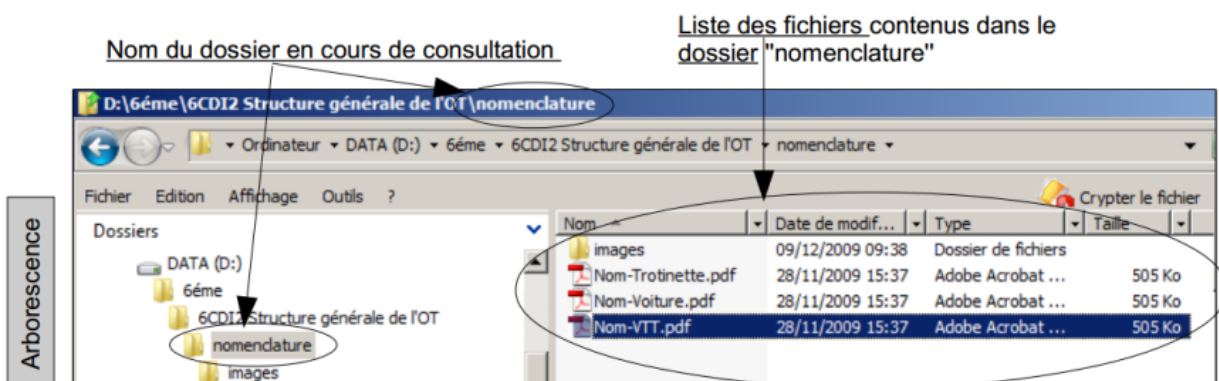 Nom du dossier en cours de consultation
Liste des fichiers contenus dans le
dossier "nomenclature"
D:\6éme\6CDI2 Structure générale de l'OT\nomenclature
Ordinateur DATA (D:) 6éme 6CDI2 Structure générale de l'OT nomenclature
Fichier Edition Affichage Outils ?
Crypter le fichier
Arborescence
Dossiers
DATA (D:)
6éme
6CDI2 Structure générale de l'OT
nomenclature
images
Nom Date de modif... Type Taille
images 09/12/2009 09:38 Dossier de fichiers
Nom-Trotinette.pdf 28/11/2009 15:37 Adobe Acrobat ... 505 Ko
Nom-Voiture.pdf 28/11/2009 15:37 Adobe Acrobat ... 505 Ko
Nom-VTT.pdf 28/11/2009 15:37 Adobe Acrobat ... 505 Ko